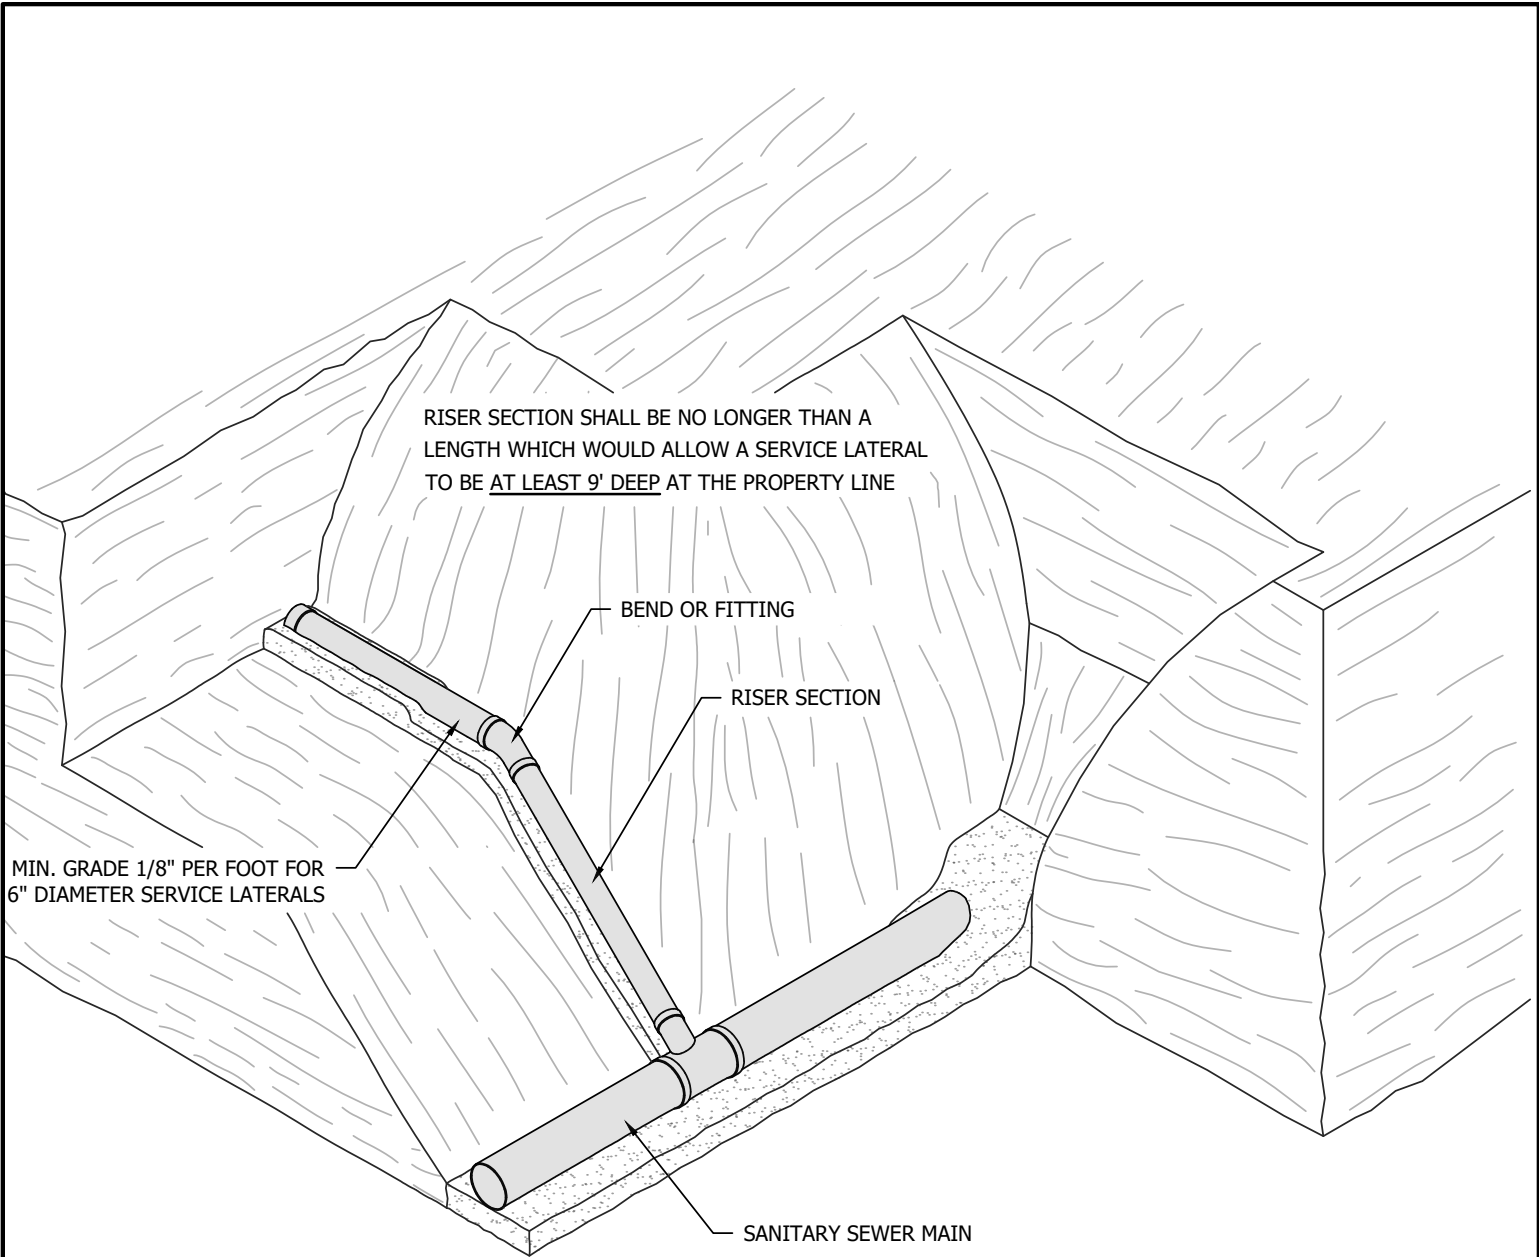 RISER SECTION SHALL BE NO LONGER THAN A
LENGTH WHICH WOULD ALLOW A SERVICE LATERAL
TO BE AT LEAST 9' DEEP AT THE PROPERTY LINE
BEND OR FITTING
RISER SECTION
MIN. GRADE 1/8" PER FOOT FOR
6" DIAMETER SERVICE LATERALS
SANITARY SEWER MAIN